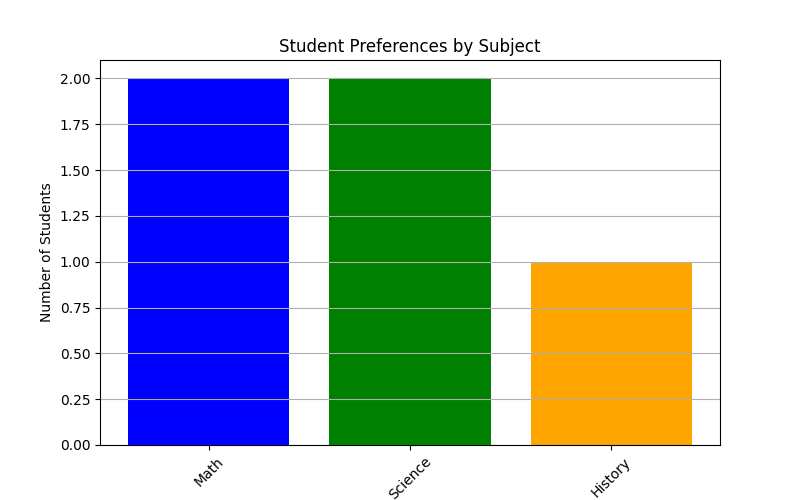 Student Preferences by Subject
Number of Students
2.00
1.75
1.50
1.25
1.00
0.75
0.50
0.25
0.00
Math
Science
History